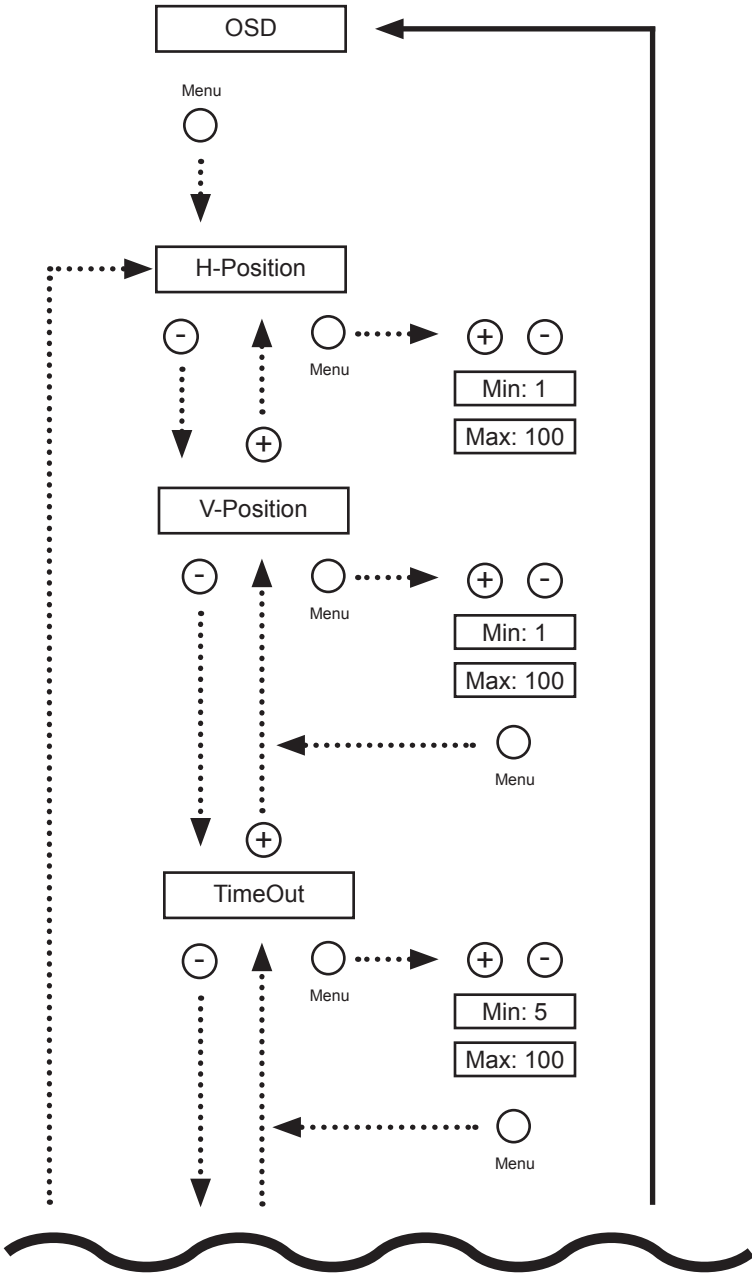 OSD
Menu
H-Position
-
+ -
Menu
Min: 1
Max: 100
+
V-Position
-
+ -
Menu
Min: 1
Max: 100
Menu
+
TimeOut
-
+ -
Menu
Min: 5
Max: 100
Menu